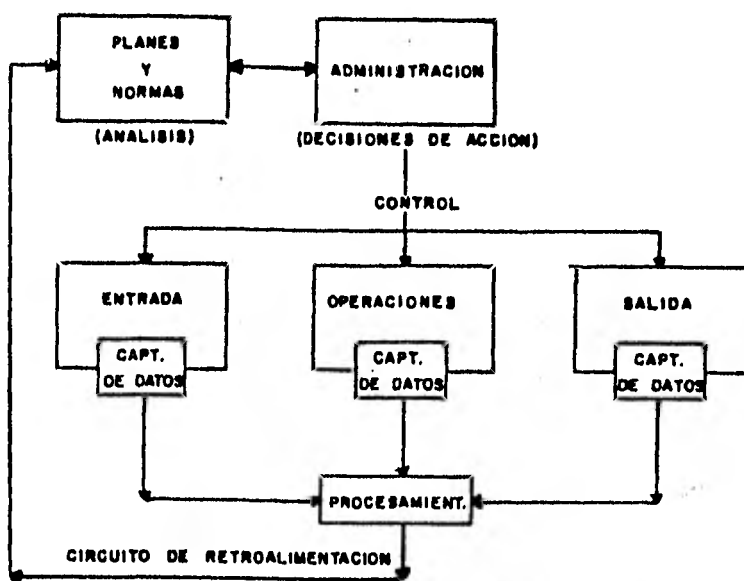 PLANES
Y
NORMAS
ADMINISTRACION
(ANALISIS)
(DECISIONES DE ACCION)
CONTROL
ENTRADA
OPERACIONES
SALIDA
CAPT.
DE DATOS
CAPT.
DE DATOS
CAPT.
DE DATOS
PROCESAMIENT.
CIRCUITO DE RETROALIMENTACION